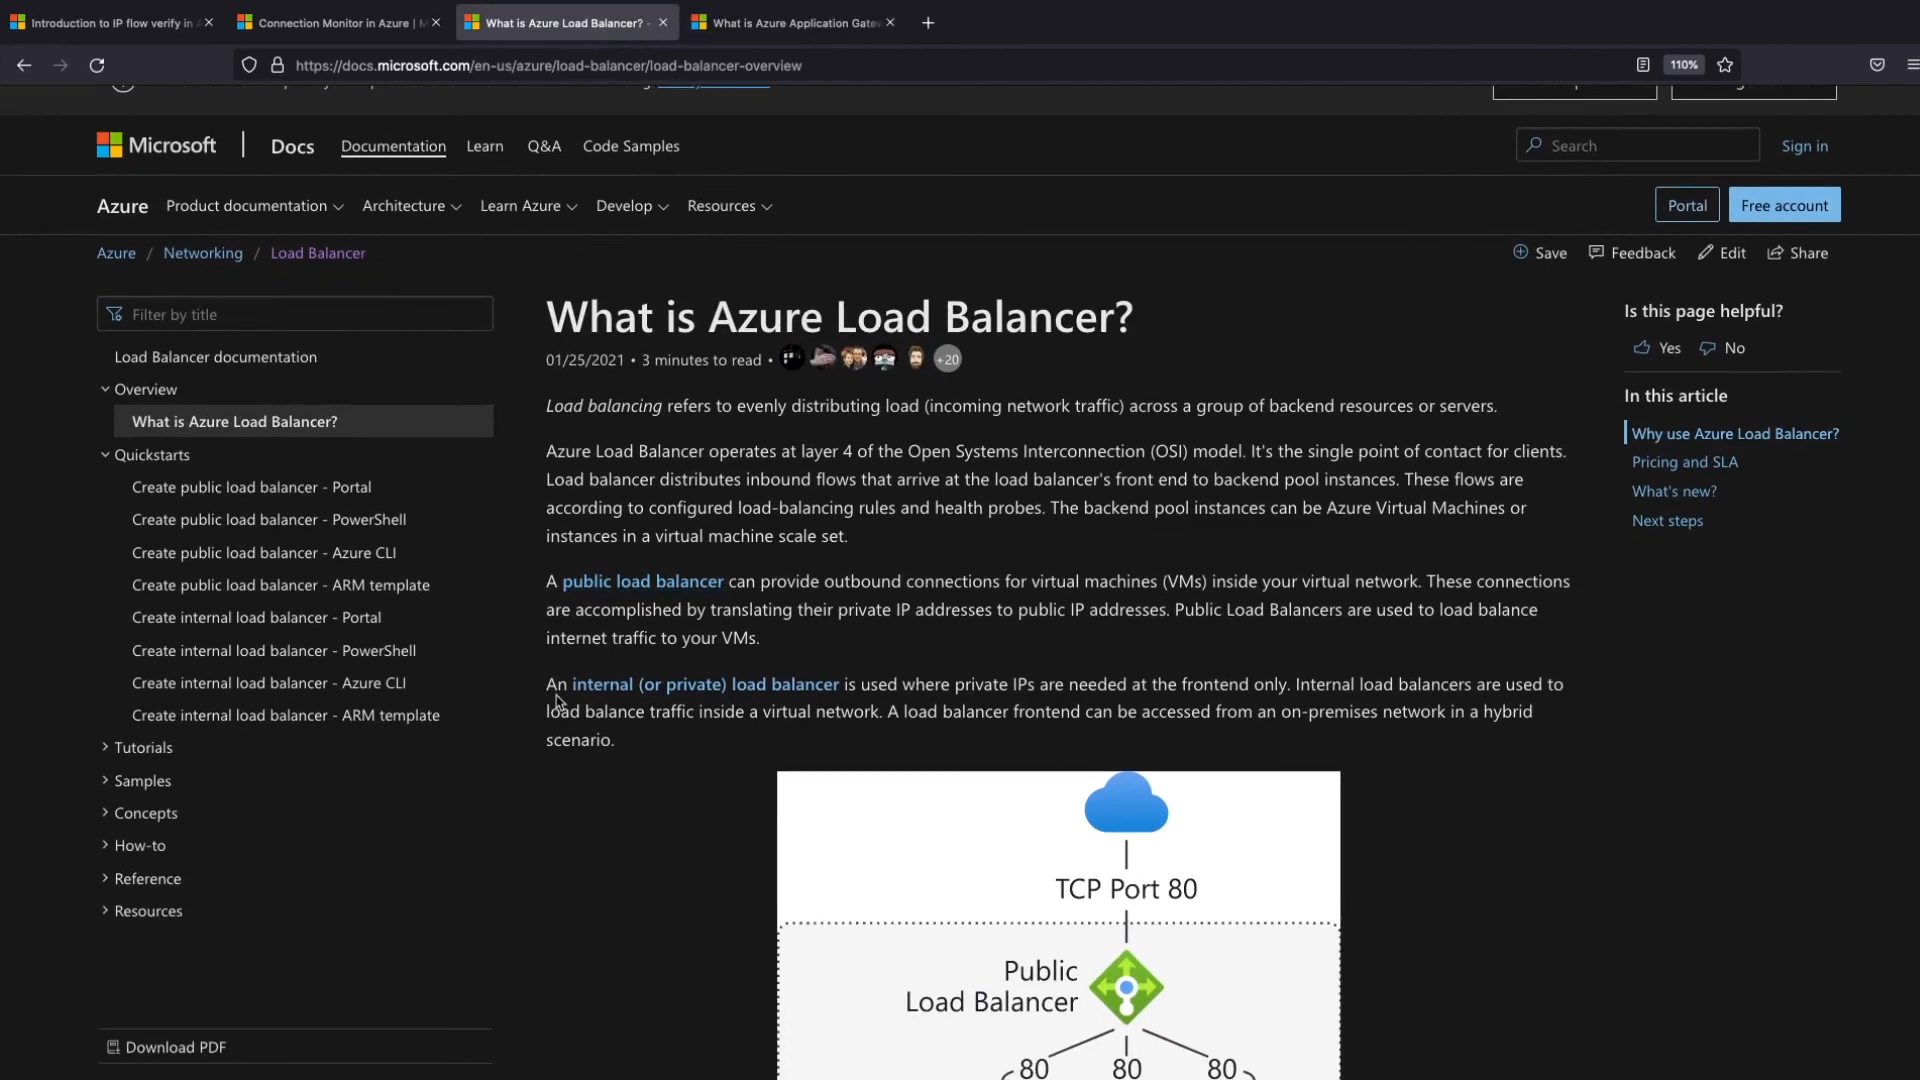 Introduction to IP flow verify in
Connection Monitor in Azure | M
What is Azure Load Balancer? -
What is Azure Application Gate
https://docs.microsoft.com/en-us/azure/load-balancer/load-balancer-overview
110%
Microsoft
Docs
Documentation
Learn
Q&A
Code Samples
Search
Sign in
Azure
Product documentation
Architecture
Learn Azure
Develop
Resources
Portal
Free account
Azure / Networking / Load Balancer
Save
Feedback
Edit
Share
Filter by title
Load Balancer documentation
Overview
What is Azure Load Balancer?
Quickstarts
Create public load balancer - Portal
Create public load balancer - PowerShell
Create public load balancer - Azure CLI
Create public load balancer - ARM template
Create internal load balancer - Portal
Create internal load balancer - PowerShell
Create internal load balancer - Azure CLI
Create internal load balancer - ARM template
Tutorials
Samples
Concepts
How-to
Reference
Resources
Download PDF
What is Azure Load Balancer?
01/25/2021 • 3 minutes to read • +20
Load balancing refers to evenly distributing load (incoming network traffic) across a group of backend resources or servers.
Azure Load Balancer operates at layer 4 of the Open Systems Interconnection (OSI) model. It's the single point of contact for clients.
Load balancer distributes inbound flows that arrive at the load balancer's front end to backend pool instances. These flows are
according to configured load-balancing rules and health probes. The backend pool instances can be Azure Virtual Machines or
instances in a virtual machine scale set.
A public load balancer can provide outbound connections for virtual machines (VMs) inside your virtual network. These connections
are accomplished by translating their private IP addresses to public IP addresses. Public Load Balancers are used to load balance
internet traffic to your VMs.
An internal (or private) load balancer is used where private IPs are needed at the frontend only. Internal load balancers are used to
load balance traffic inside a virtual network. A load balancer frontend can be accessed from an on-premises network in a hybrid
scenario.
TCP Port 80
Public
Load Balancer
80 80 80
Is this page helpful?
Yes
No
In this article
Why use Azure Load Balancer?
Pricing and SLA
What's new?
Next steps